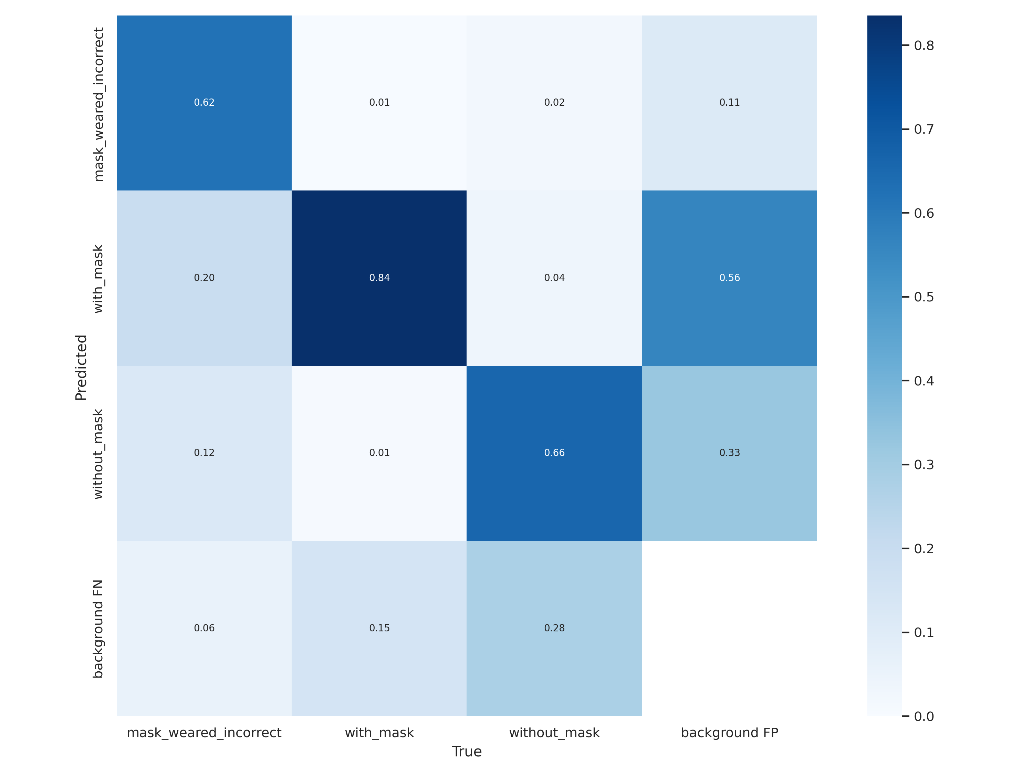 mask_weared_incorrect
0.62
0.01
0.02
0.11
with_mask
0.20
0.84
0.04
0.56
without_mask
0.12
0.01
0.66
0.33
background FN
0.06
0.15
0.28
Predicted
mask_weared_incorrect
with_mask
without_mask
background FP
True
0.8
0.7
0.6
0.5
0.4
0.3
0.2
0.1
0.0